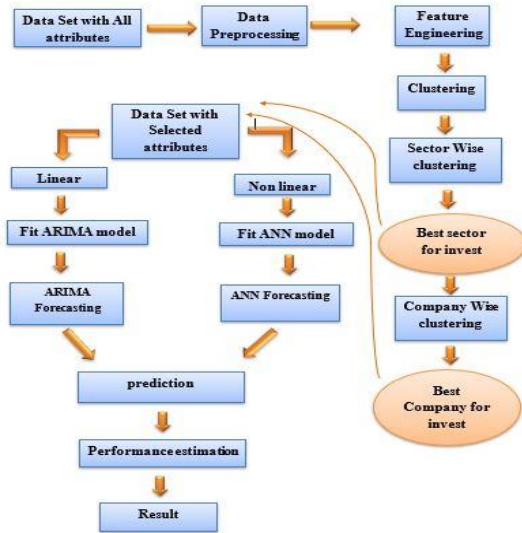 Data Set with All
attributes
Data
Preprocessing
Feature
Engineering
Clustering
Sector Wise
clustering
Best sector
for invest
Company Wise
clustering
Best
Company for
invest
Data Set with
Selected
attributes
Linear
Non linear
Fit ARIMA model
Fit ANN model
ARIMA
Forecasting
ANN Forecasting
prediction
Performance estimation
Result